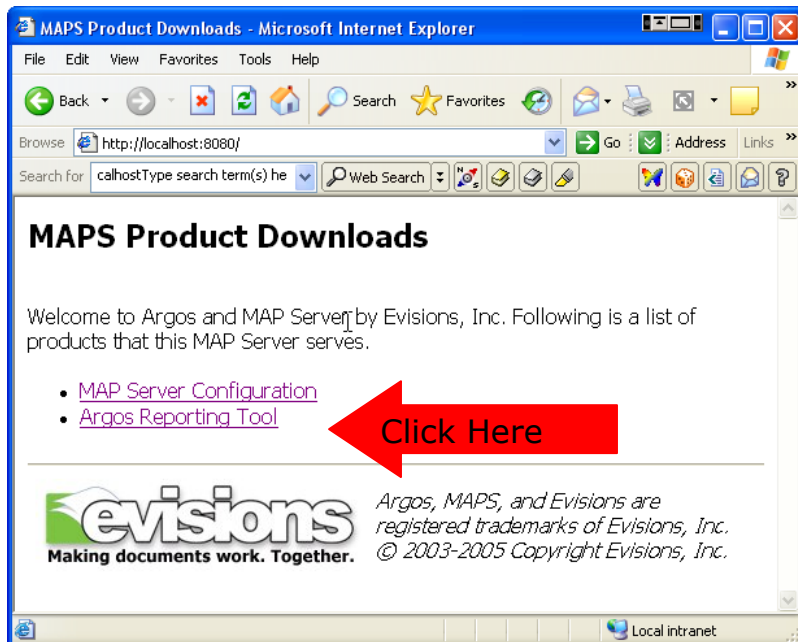 MAPS Product Downloads - Microsoft Internet Explorer
File Edit View Favorites Tools Help
Back Search Favorites »
Browse http://localhost:8080/ Go Address Links »
Search for calhostType search term(s) he Web Search
MAPS Product Downloads
Welcome to Argos and MAP Server by Evisions, Inc. Following is a list of
products that this MAP Server serves.
• MAP Server Configuration
• Argos Reporting Tool
Click Here
evisions
Making documents work. Together.
Argos, MAPS, and Evisions are
registered trademarks of Evisions, Inc.
© 2003-2005 Copyright Evisions, Inc.
Local intranet